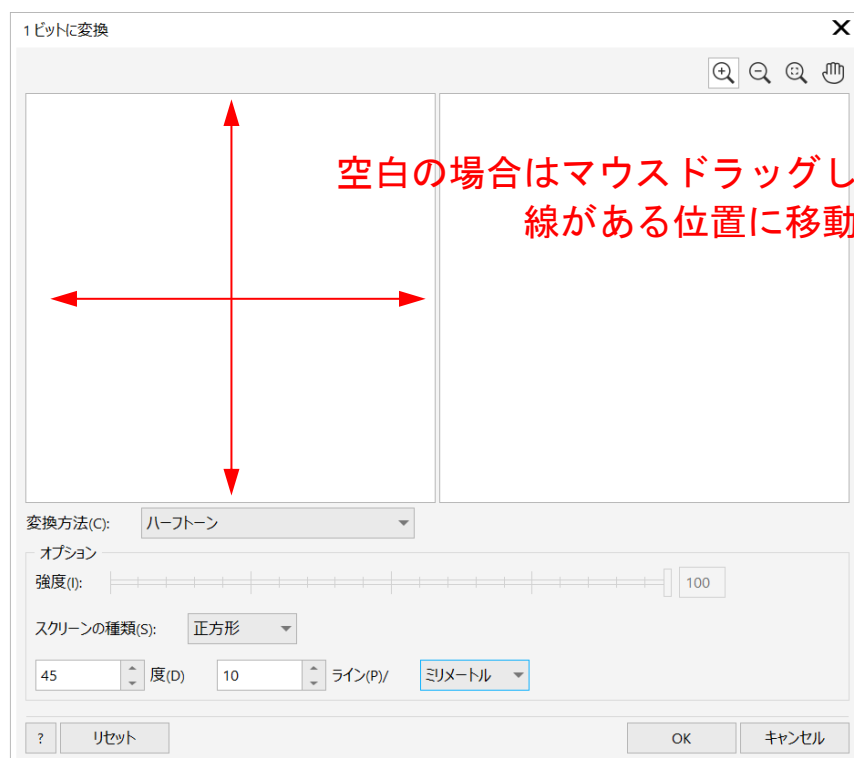 1 ビットに変換
空白の場合はマウスドラッグし
線がある位置に移動
変換方法(C): ハーフトーン
オプション
強度(I): 100
スクリーンの種類(S): 正方形
45 度(D) 10 ライン(P)/ ミリメートル
? リセット OK キャンセル